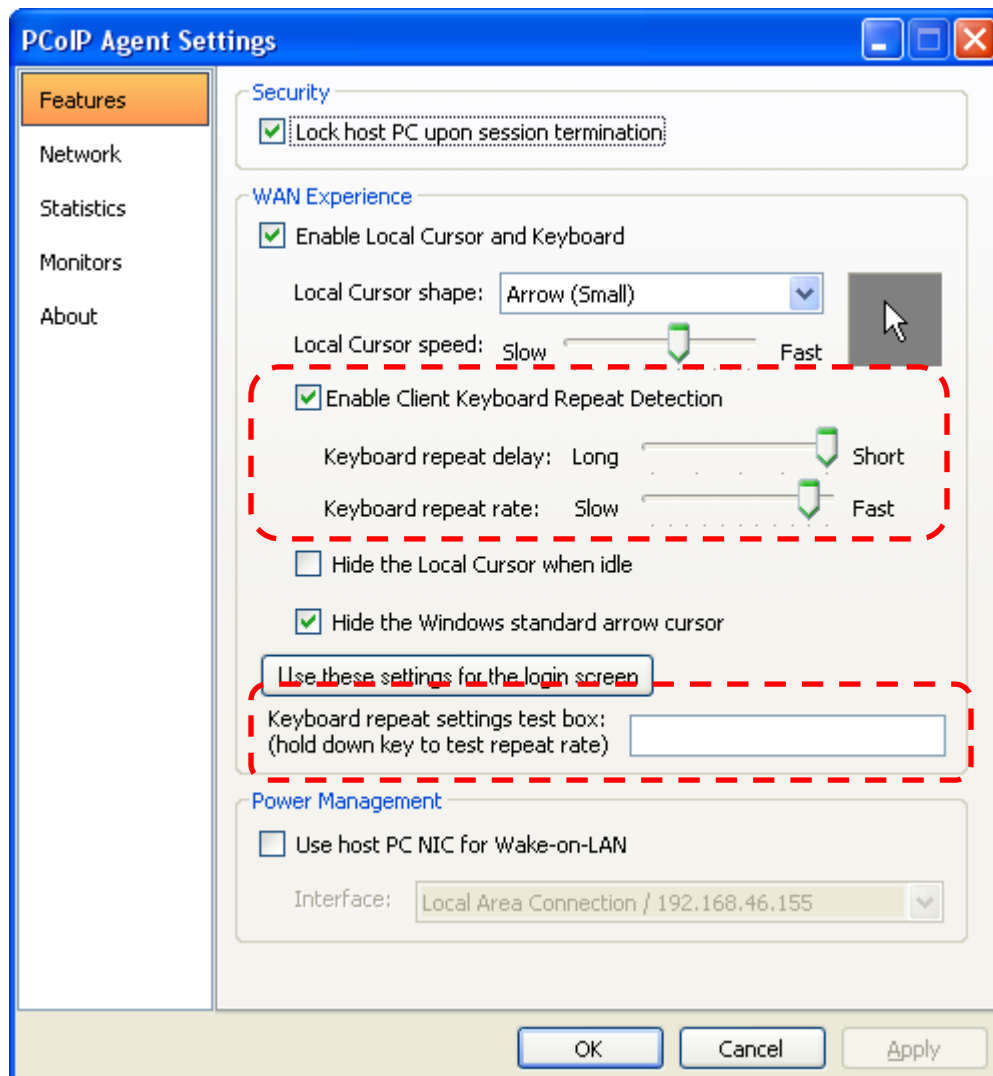 PCoIP Agent Settings
Features
Network
Statistics
Monitors
About
Security
Lock host PC upon session termination
WAN Experience
Enable Local Cursor and Keyboard
Local Cursor shape: Arrow (Small)
Local Cursor speed: Slow Fast
Enable Client Keyboard Repeat Detection
Keyboard repeat delay: Long Short
Keyboard repeat rate: Slow Fast
Hide the Local Cursor when idle
Hide the Windows standard arrow cursor
Use these settings for the login screen
Keyboard repeat settings test box:
(hold down key to test repeat rate)
Power Management
Use host PC NIC for Wake-on-LAN
Interface: Local Area Connection / 192.168.46.155
OK Cancel Apply